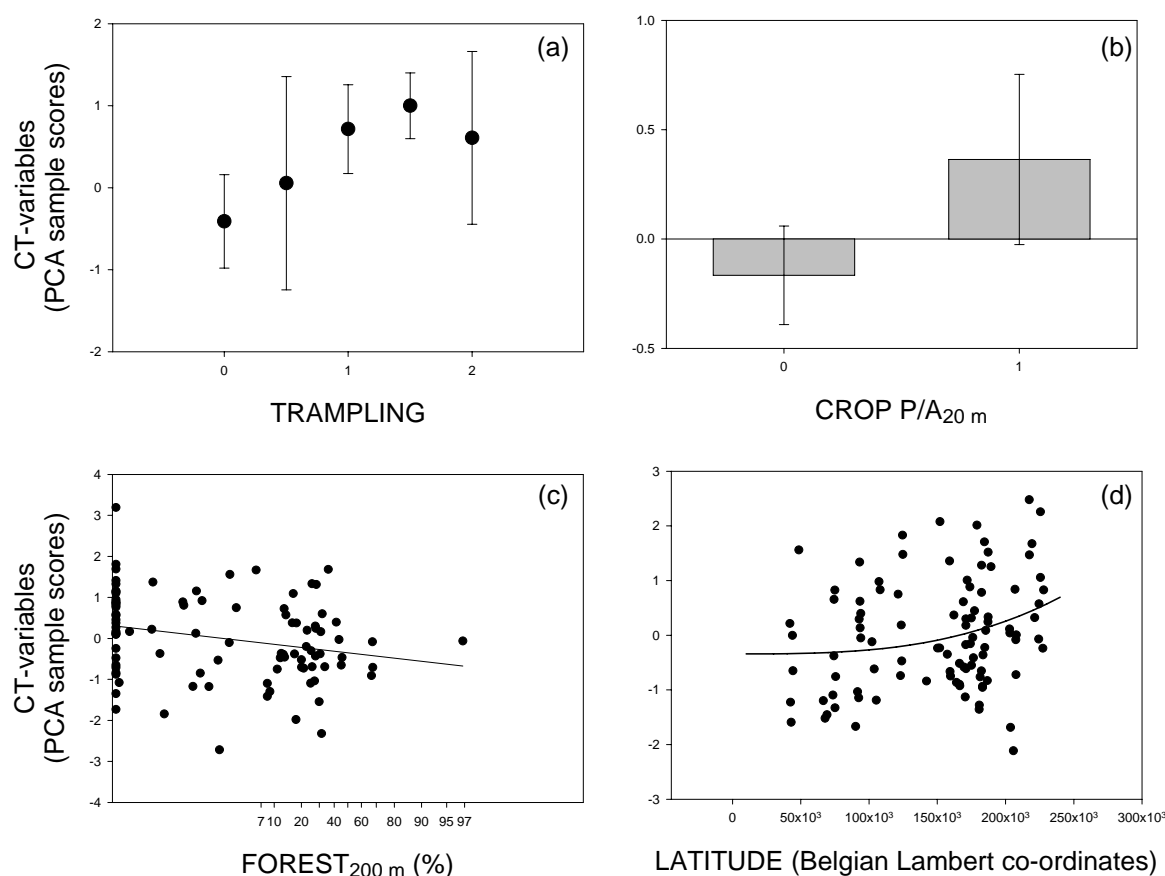 (a)
CT-variables
(PCA sample scores)
2
1
0
-1
-2
0 1 2
TRAMPLING
(b)
1.0
0.5
0.0
-0.5
0 1
CROP P/A20 m
(c)
CT-variables
(PCA sample scores)
4
3
2
1
0
-1
-2
-3
-4
7 10 20 30 40 60 80 90 95 97
FOREST200 m (%)
(d)
3
2
1
0
-1
-2
-3
0 50x10³ 100x10³ 150x10³ 200x10³ 250x10³ 300x10³
LATITUDE (Belgian Lambert co-ordinates)